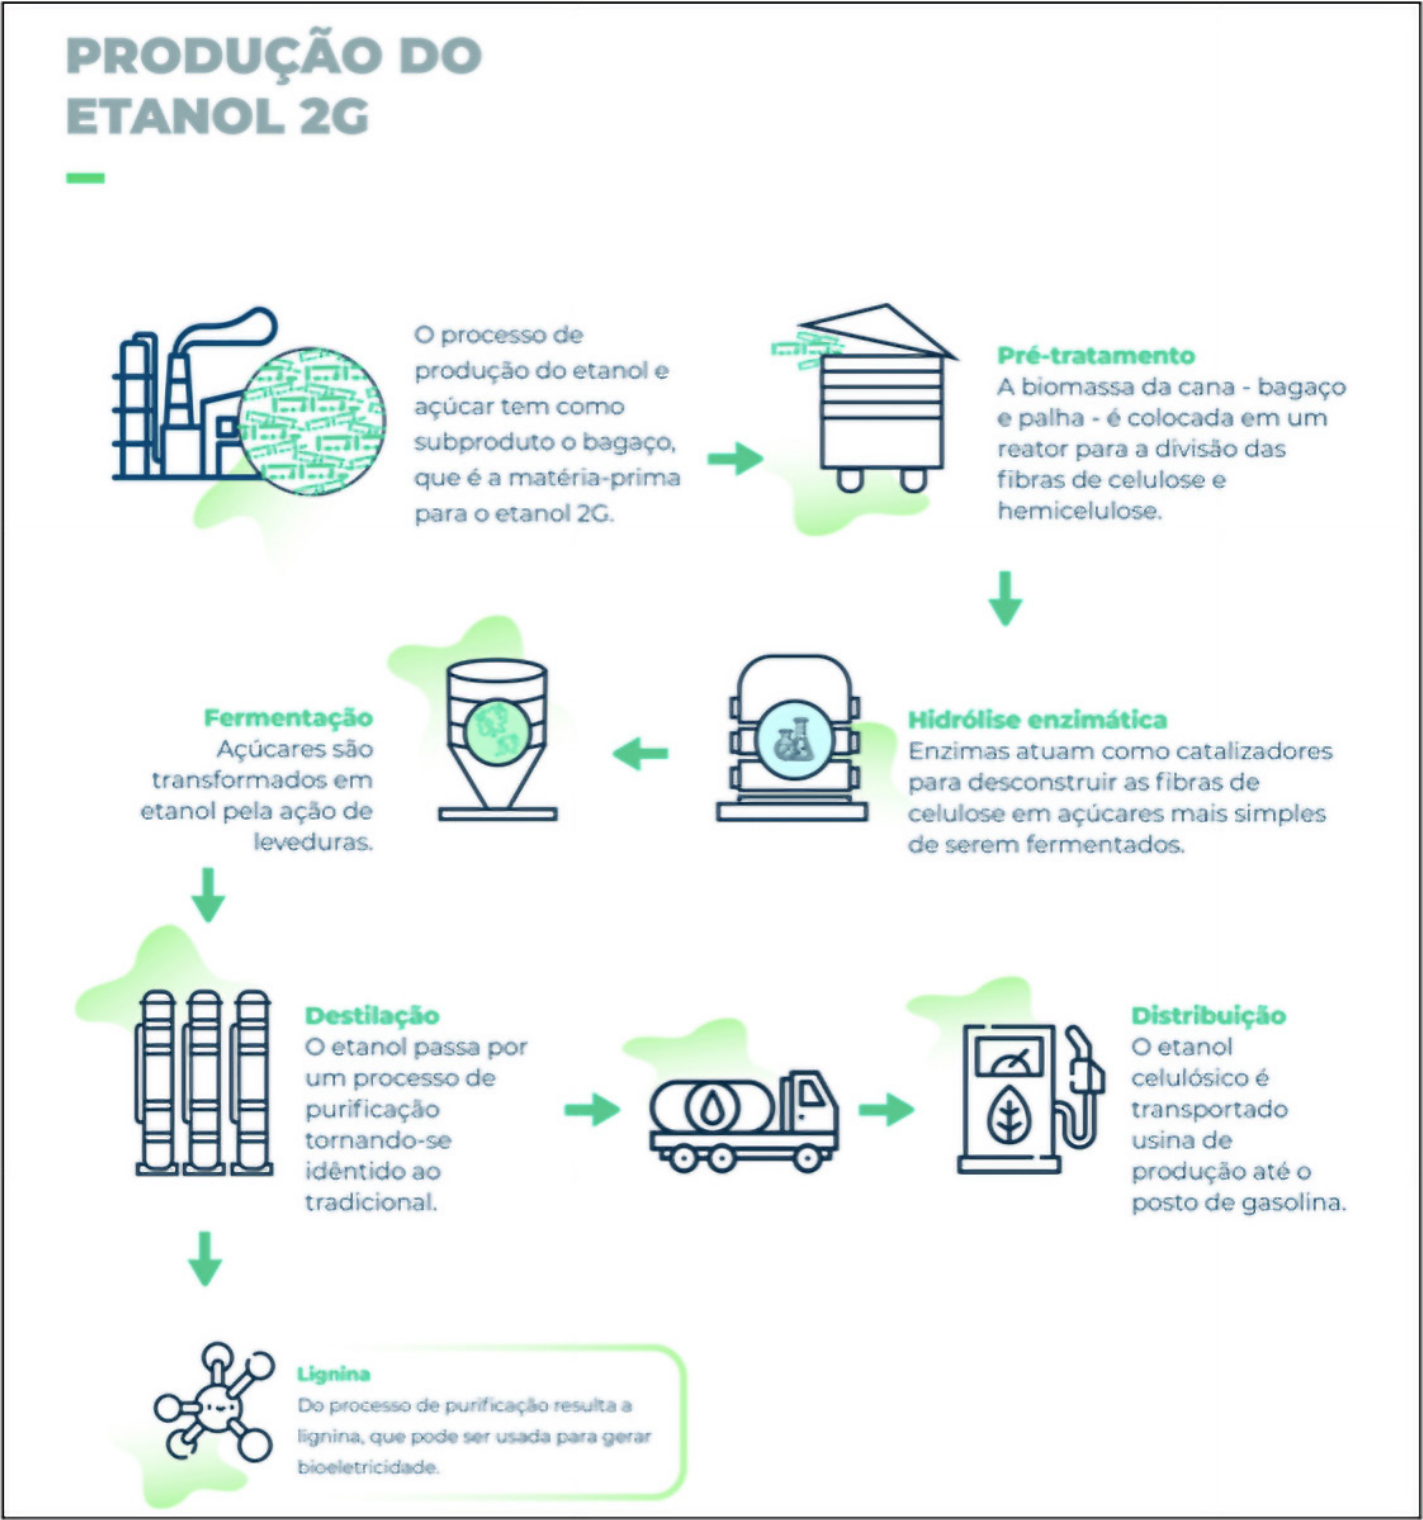 PRODUÇÃO DO
ETANOL 2G
O processo de
produção do etanol e
açúcar tem como
subproduto o bagaço,
que é a matéria-prima
para o etanol 2G.
Pré-tratamento
A biomassa da cana - bagaço
e palha - é colocada em um
reator para a divisão das
fibras de celulose e
hemicelulose.
Hidrólise enzimática
Enzimas atuam como catalizadores
para desconstruir as fibras de
celulose em açúcares mais simples
de serem fermentados.
Fermentação
Açúcares são
transformados em
etanol pela ação de
leveduras.
Destilação
O etanol passa por
um processo de
purificação
tornando-se
idêntido ao
tradicional.
Distribuição
O etanol
celulósico é
transportado
usina de
produção até o
posto de gasolina.
Lignina
Do processo de purificação resulta a
lignina, que pode ser usada para gerar
bioeletricidade.